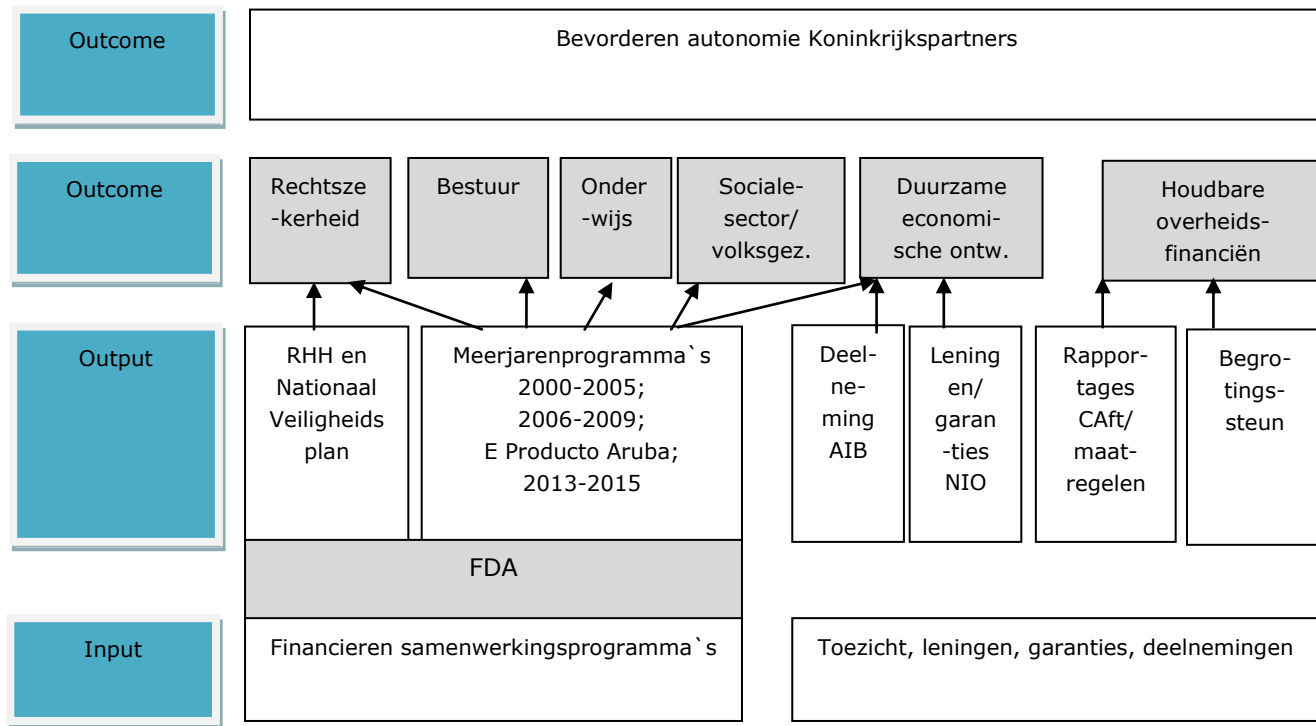 Outcome
Bevorderen autonomie Koninkrijkspartners
Outcome
Rechtsze
-kerheid
Bestuur
Onder
-wijs
Sociale-
sector/
volksgez.
Duurzame
economi-
sche ontw.
Houdbare
overheids-
financiën
Output
RHH en
Nationaal
Veiligheids
plan
Meerjarenprogramma`s
2000-2005;
2006-2009;
E Producto Aruba;
2013-2015
Deel-
ne-
ming
AIB
Lening
en/
garan
-ties
NIO
Rappor-
tages
CAft/
maat-
regelen
Begro-
tings-
steun
FDA
Input
Financieren samenwerkingsprogramma`s
Toezicht, leningen, garanties, deelnemingen